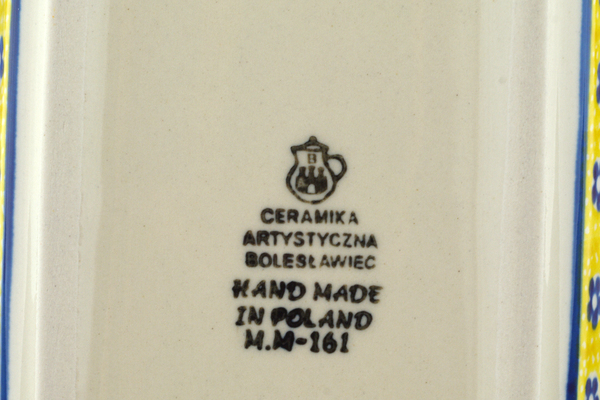 B
CERAMIKA
ARTYSTYCZNA
BOLESŁAWIEC
HAND MADE
IN POLAND
M.M-161